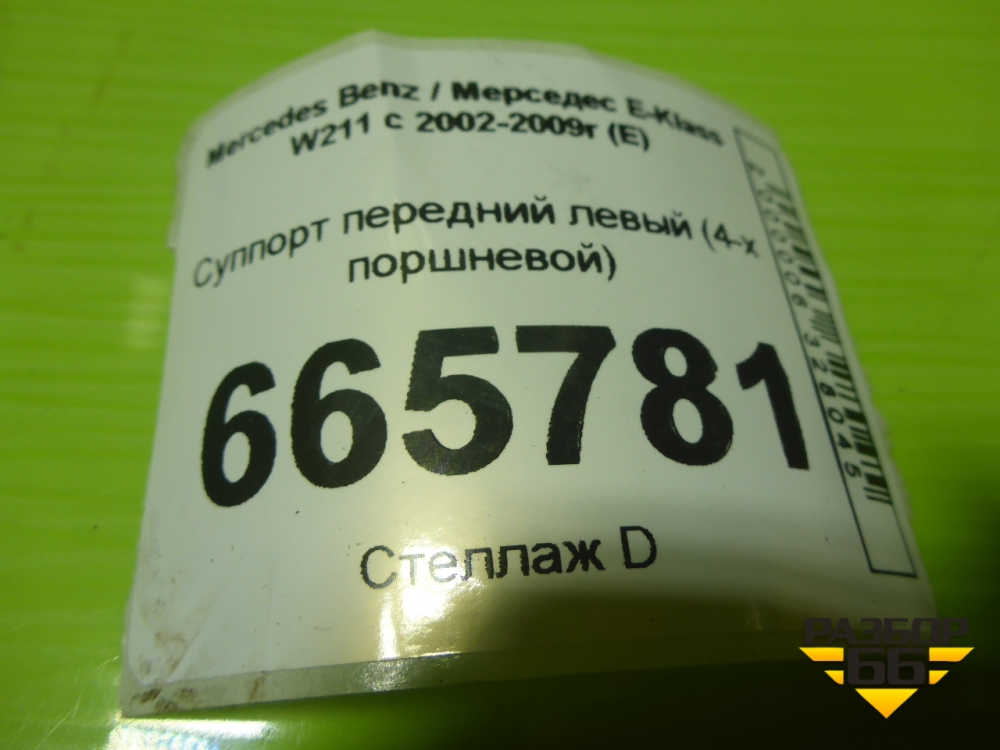 Mercedes Benz / Мерседес E-Klass
W211 с 2002-2009г (E)
Суппорт передний левый (4-х
поршневой)
665781
Стеллаж D
РАЗБОР
66